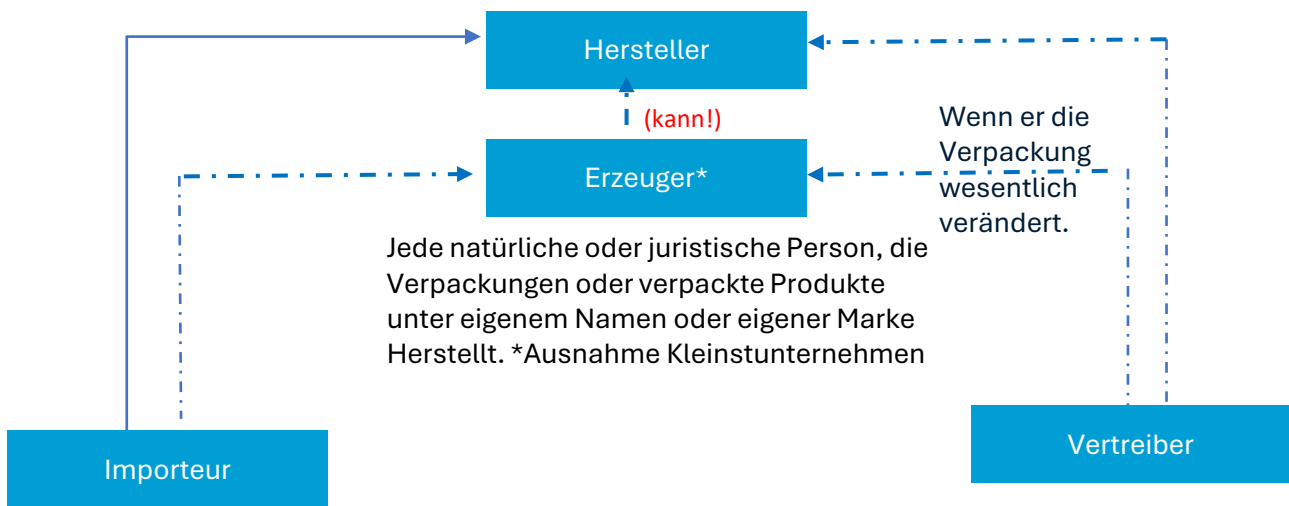 Hersteller
(kann!)
Wenn er die
Verpackung
wesentlich
verändert.
Erzeuger*
Jede natürliche oder juristische Person, die
Verpackungen oder verpackte Produkte
unter eigenem Namen oder eigener Marke
Herstellt. *Ausnahme Kleinstunternehmen
Importeur
Vertreiber